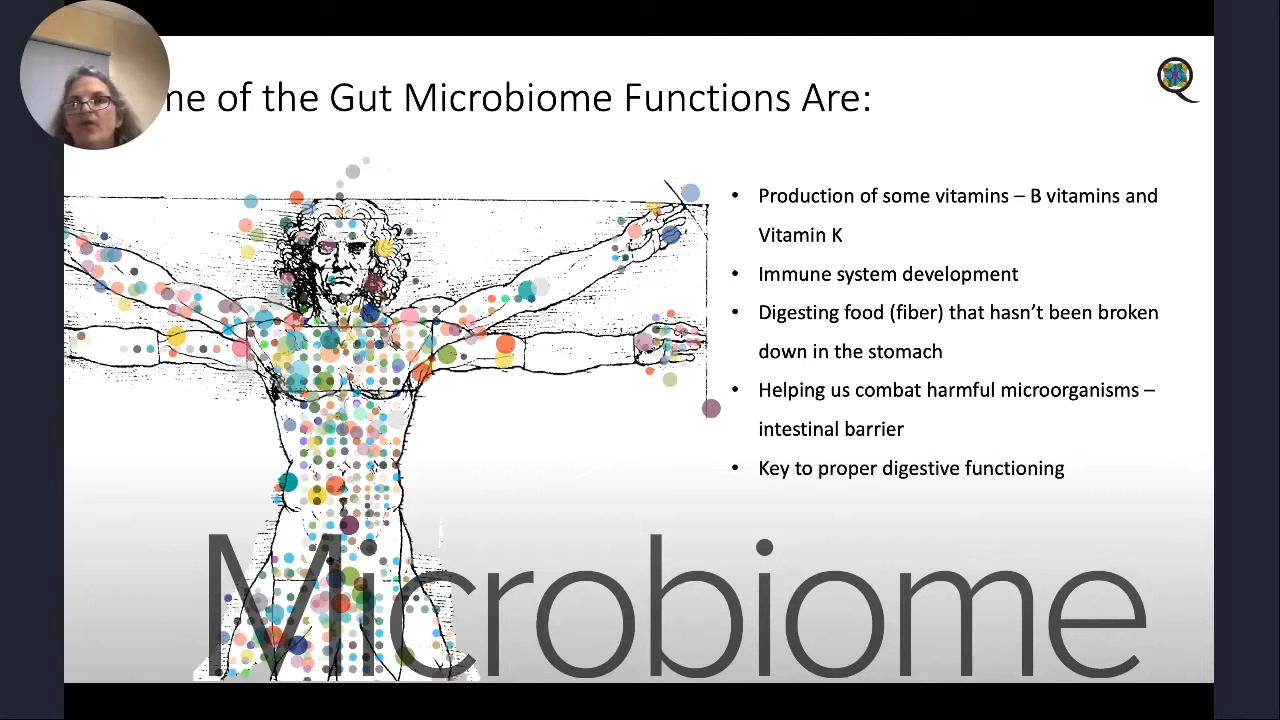 me of the Gut Microbiome Functions Are:
• Production of some vitamins – B vitamins and
Vitamin K
• Immune system development
• Digesting food (fiber) that hasn't been broken
down in the stomach
• Helping us combat harmful microorganisms –
intestinal barrier
• Key to proper digestive functioning
Microbiome